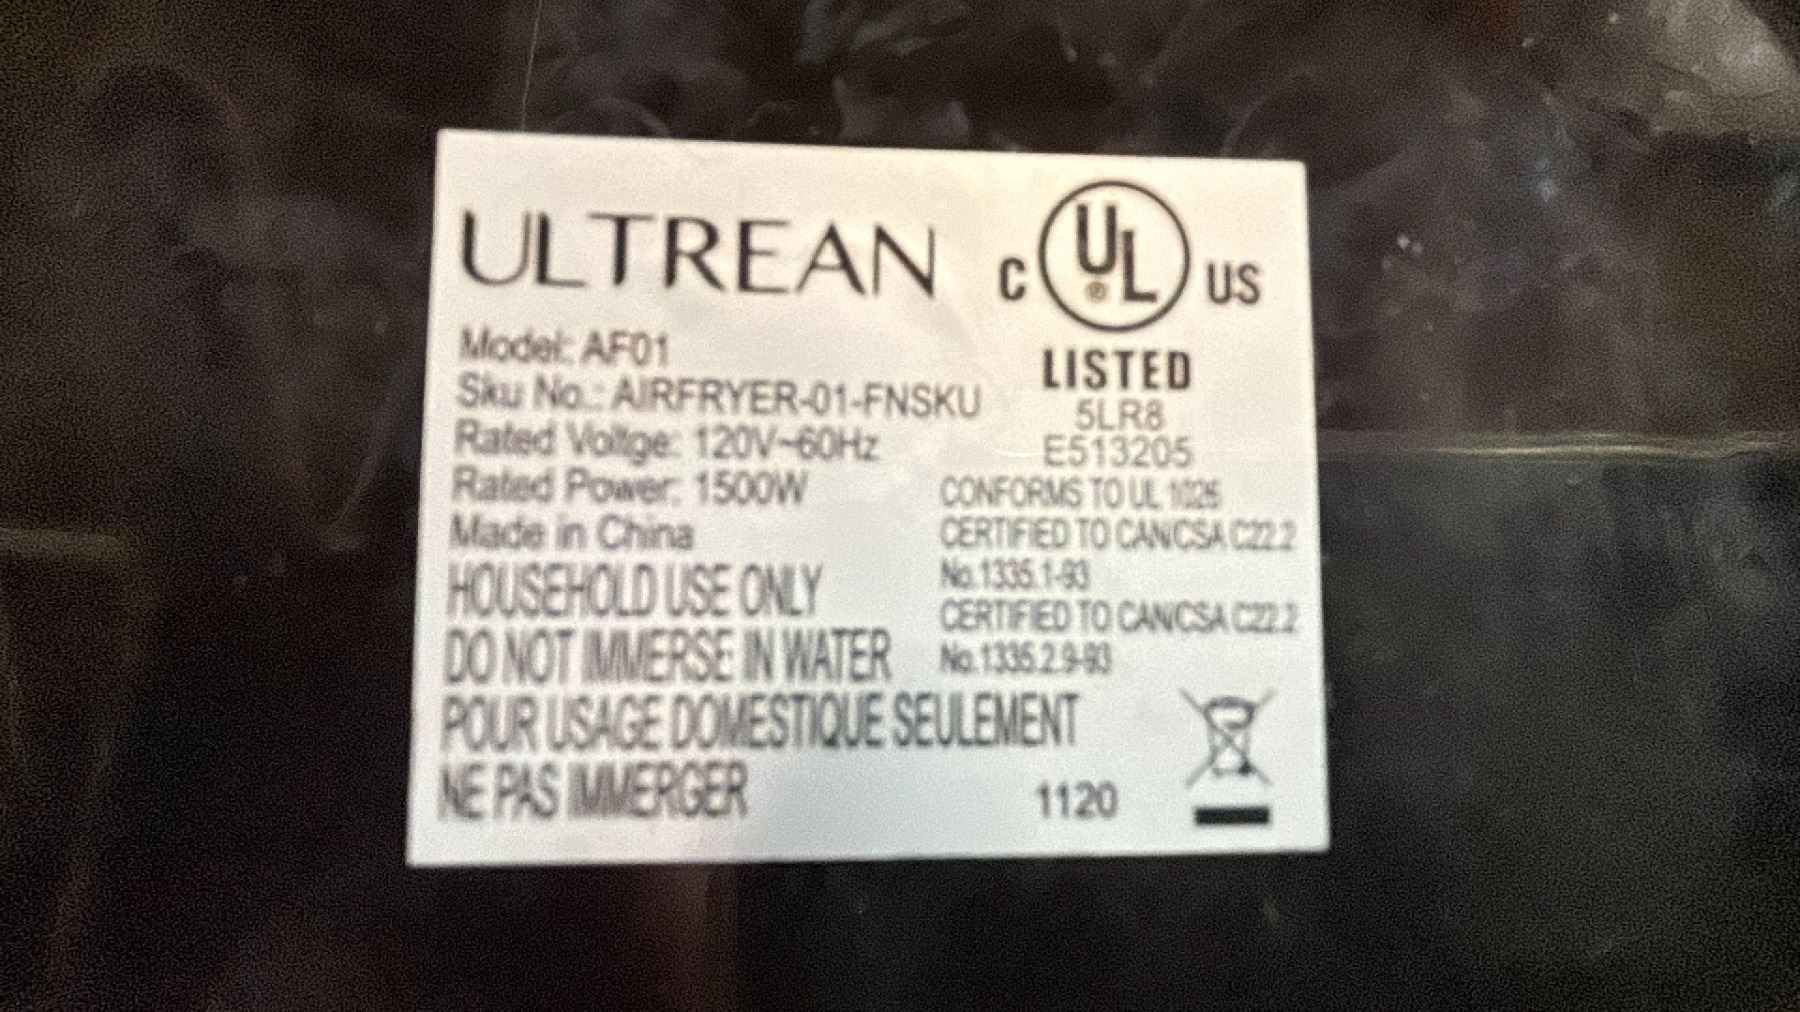 ULTREAN
C UL ® US
LISTED
5LR8
E513205
Model: AF01
Sku No.: AIRFRYER-01-FNSKU
Rated Voltge: 120V~60Hz
Rated Power: 1500W
Made in China
HOUSEHOLD USE ONLY
DO NOT IMMERSE IN WATER
POUR USAGE DOMESTIQUE SEULEMENT
NE PAS IMMERGER
CONFORMS TO UL 1026
CERTIFIED TO CAN/CSA C22.2
No.1335.1-93
CERTIFIED TO CAN/CSA C22.2
No.1335.2.9-93
1120